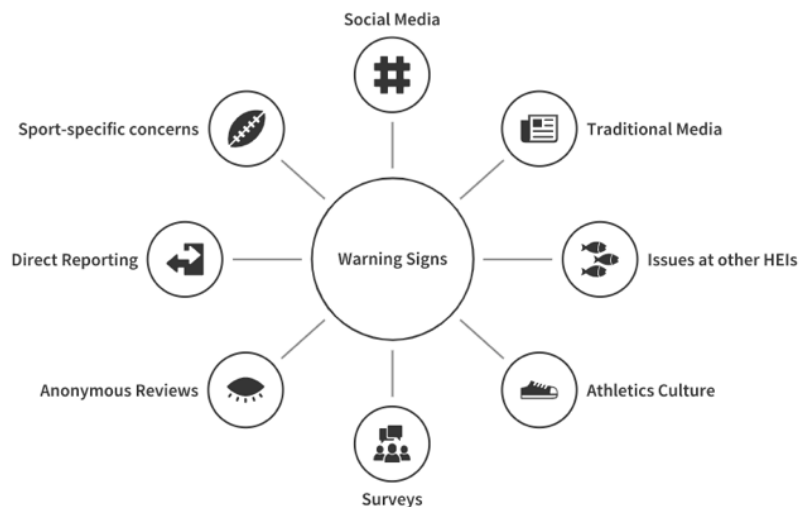 Social Media
Sport-specific concerns
Traditional Media
Direct Reporting
Warning Signs
Issues at other HEIs
Anonymous Reviews
Athletics Culture
Surveys